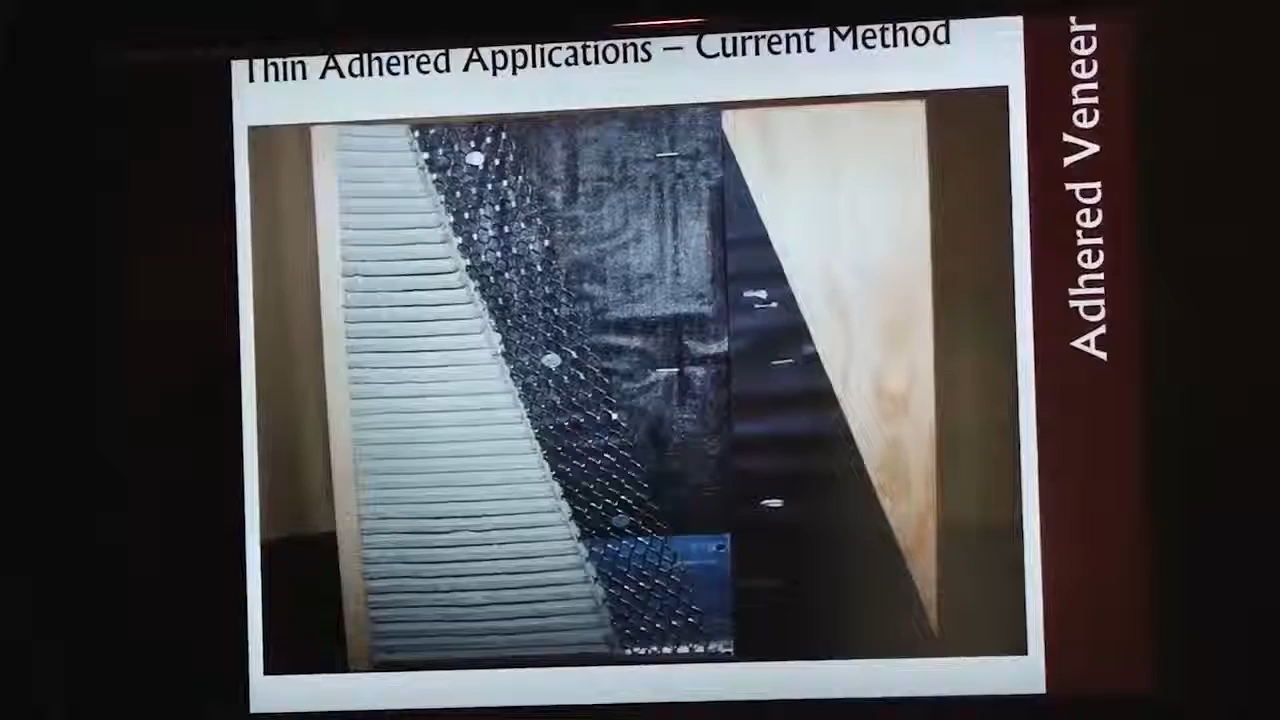 Thin Adhered Applications – Current Method
Adhered Veneer